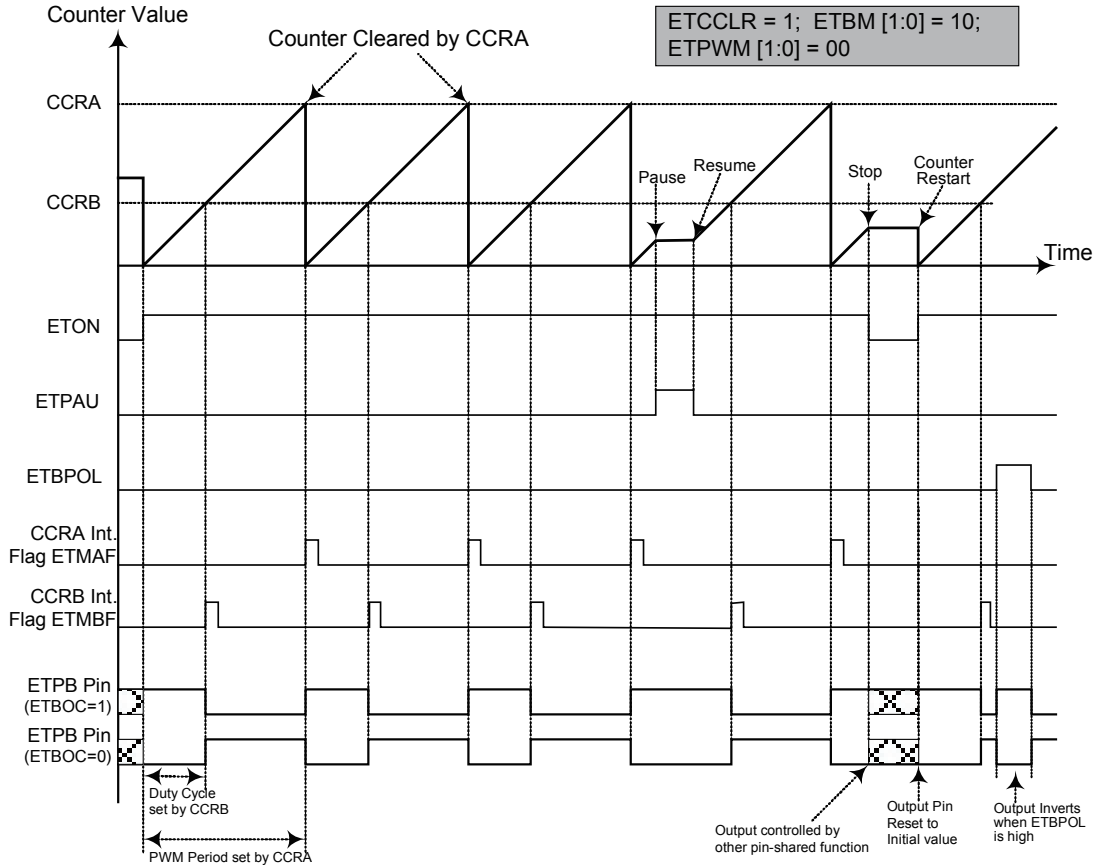 Counter Value
Counter Cleared by CCRA
ETCCLR = 1; ETBM [1:0] = 10;
ETPWM [1:0] = 00
CCRA
CCRB
Pause
Resume
Stop
Counter
Restart
Time
ETON
ETPAU
ETBPOL
CCRA Int.
Flag ETMAF
CCRB Int.
Flag ETMBF
ETPB Pin
(ETBOC=1)
ETPB Pin
(ETBOC=0)
Duty Cycle
set by CCRB
PWM Period set by CCRA
Output controlled by
other pin-shared function
Output Pin
Reset to
Initial value
Output Inverts
when ETBPOL
is high